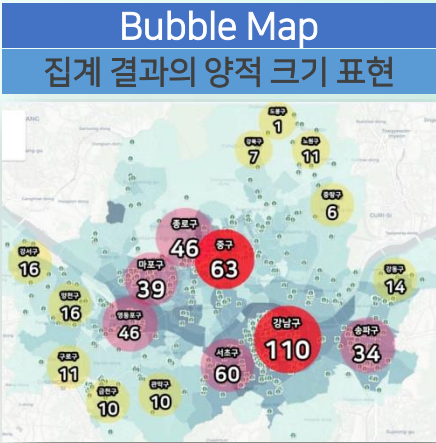 Bubble Map
집계 결과의 양적 크기 표현
도봉구
1
강북구
7
노원구
11
중랑구
6
종로구
46
중구
63
마포구
39
강서구
16
양천구
16
영등포구
46
강동구
14
강남구
110
송파구
34
서초구
60
구로구
11
금천구
10
관악구
10